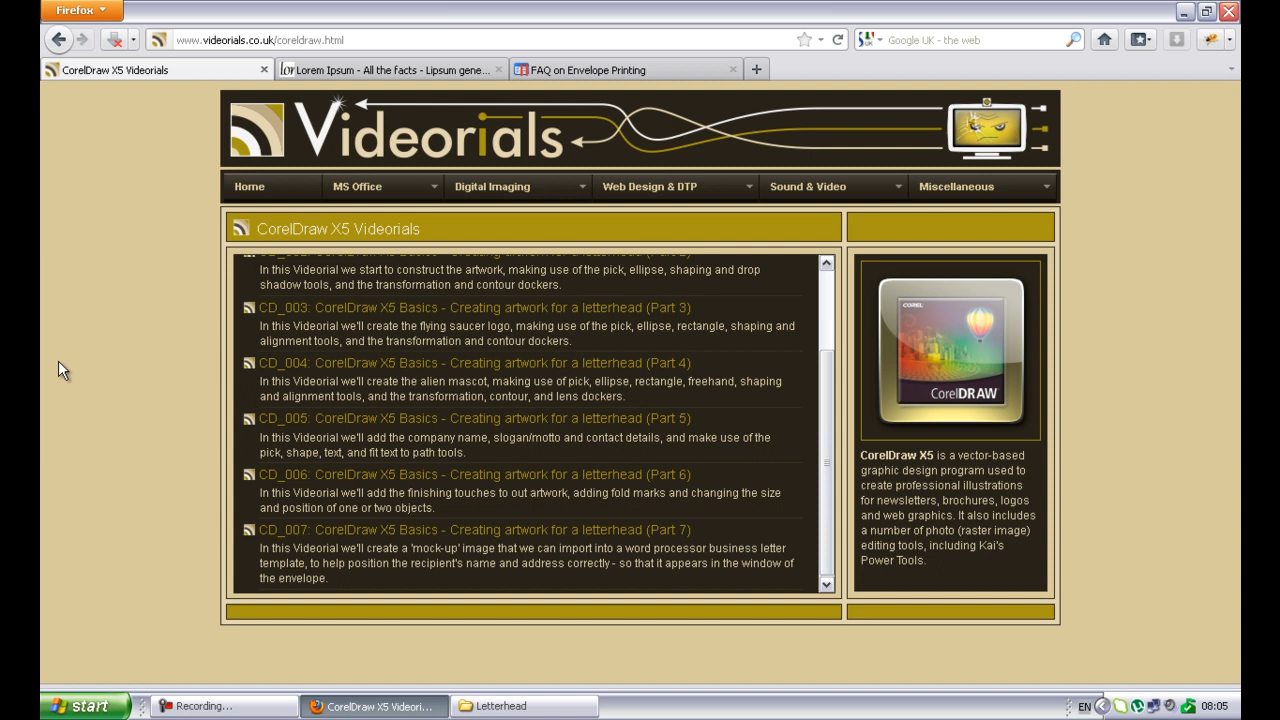 Firefox
www.videorials.co.uk/coreldraw.html
Google UK - the web
CorelDraw X5 Videorials
Lorem Ipsum - All the facts - Lipsum gene...
FAQ on Envelope Printing
Videorials
Home
MS Office
Digital Imaging
Web Design & DTP
Sound & Video
Miscellaneous
CorelDraw X5 Videorials
In this Videorial we start to construct the artwork, making use of the pick, ellipse, shaping and drop
shadow tools, and the transformation and contour dockers.
CD_003: CorelDraw X5 Basics - Creating artwork for a letterhead (Part 3)
In this Videorial we'll create the flying saucer logo, making use of the pick, ellipse, rectangle, shaping and
alignment tools, and the transformation and contour dockers.
CD_004: CorelDraw X5 Basics - Creating artwork for a letterhead (Part 4)
In this Videorial we'll create the alien mascot, making use of pick, ellipse, rectangle, freehand, shaping
and alignment tools, and the transformation, contour, and lens dockers.
CD_005: CorelDraw X5 Basics - Creating artwork for a letterhead (Part 5)
In this Videorial we'll add the company name, slogan/motto and contact details, and make use of the
pick, shape, text, and fit text to path tools.
CD_006: CorelDraw X5 Basics - Creating artwork for a letterhead (Part 6)
In this Videorial we'll add the finishing touches to out artwork, adding fold marks and changing the size
and position of one or two objects.
CD_007: CorelDraw X5 Basics - Creating artwork for a letterhead (Part 7)
In this Videorial we'll create a 'mock-up' image that we can import into a word processor business letter
template, to help position the recipient's name and address correctly - so that it appears in the window of
the envelope.
COREL
CorelDRAW
CorelDraw X5 is a vector-based
graphic design program used to
create professional illustrations
for newsletters, brochures, logos
and web graphics. It also includes
a number of photo (raster image)
editing tools, including Kai's
Power Tools.
start
Recording...
CorelDraw X5 Videori...
Letterhead
EN
08:05